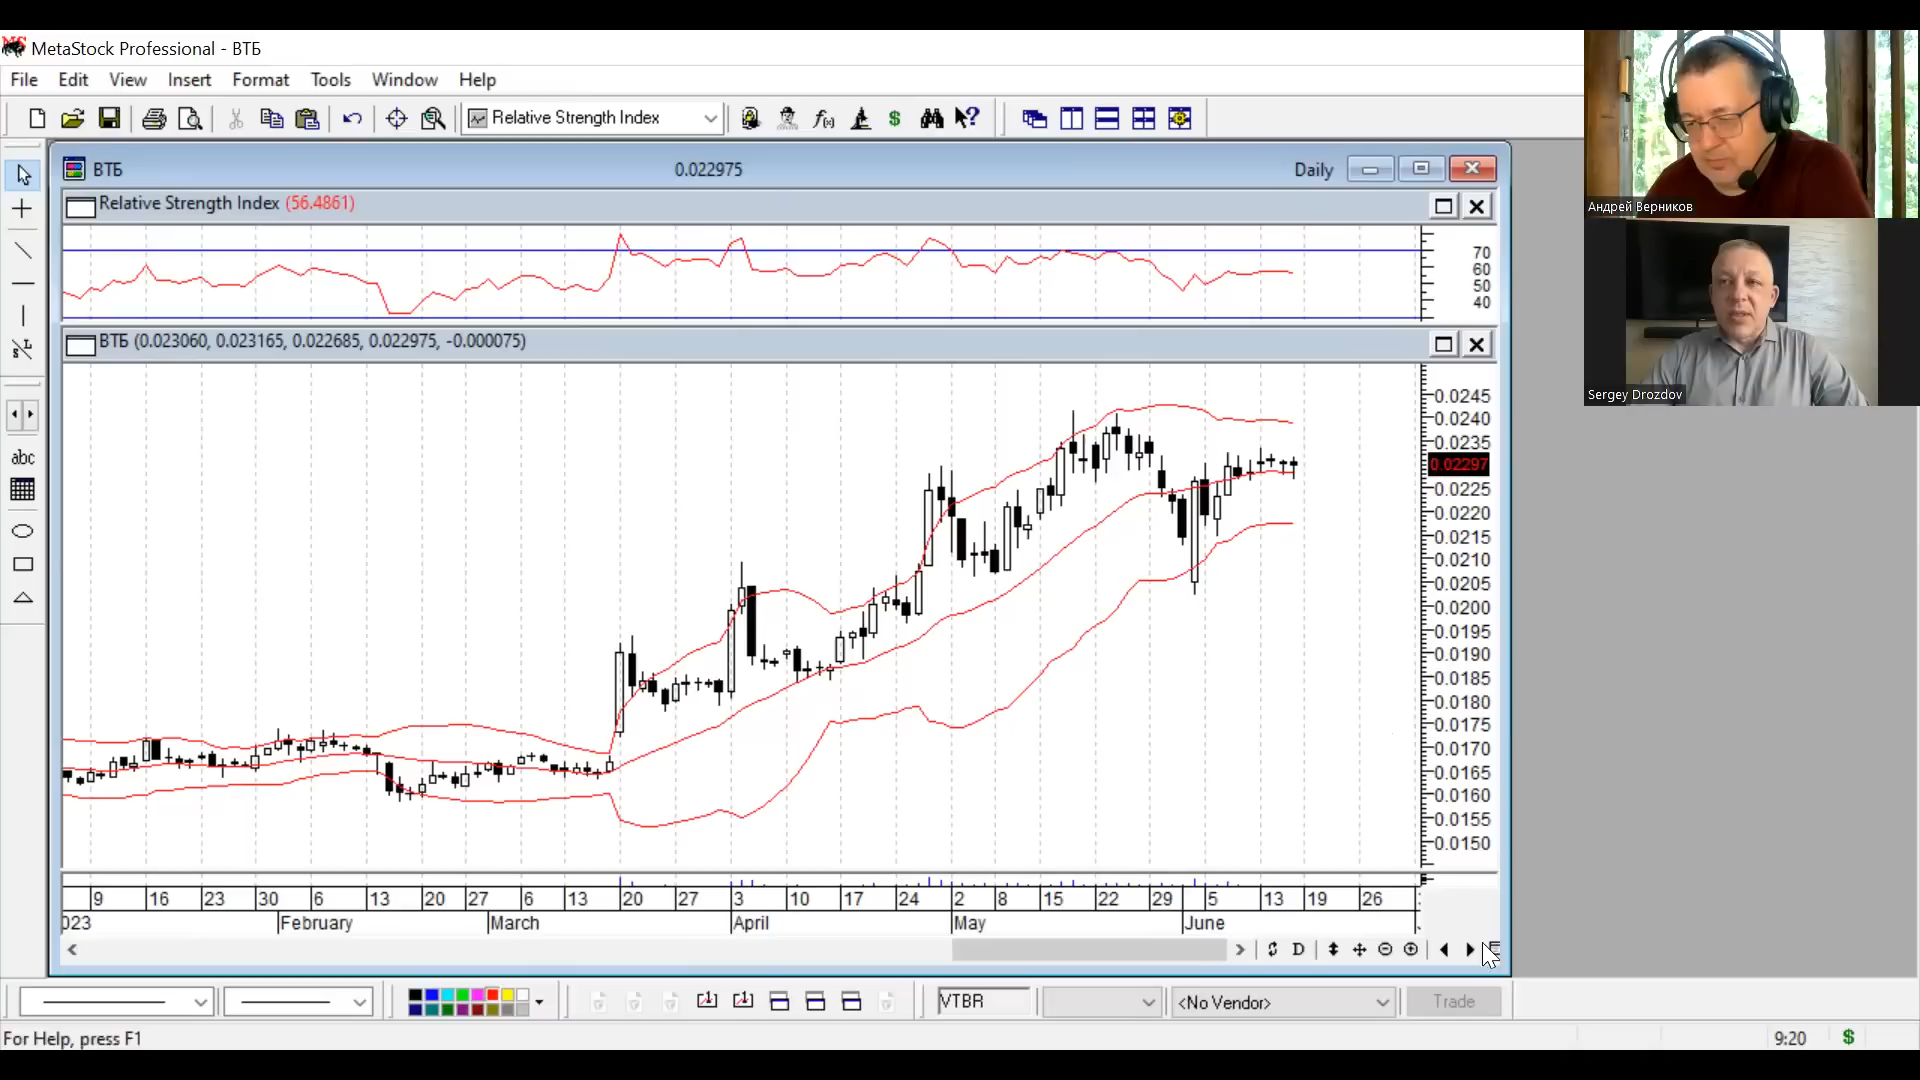 MetaStock Professional - ВТБ
File Edit View Insert Format Tools Window Help
Relative Strength Index
ВТБ 0.022975 Daily
Relative Strength Index (56.4861)
70
60
50
40
ВТБ (0.023060, 0.023165, 0.022685, 0.022975, -0.000075)
0.0245
0.0240
0.0235
0.02297
0.0225
0.0220
0.0215
0.0210
0.0205
0.0200
0.0195
0.0190
0.0185
0.0180
0.0175
0.0170
0.0165
0.0160
0.0155
0.0150
9 16 23 30 6 13 20 27 6 13 20 27 3 10 17 24 2 8 15 22 29 5 13 19 26
023 February March April May June
D
abc
VTBR <No Vendor> Trade
For Help, press F1 9:20
Андрей Верников
Sergey Drozdov